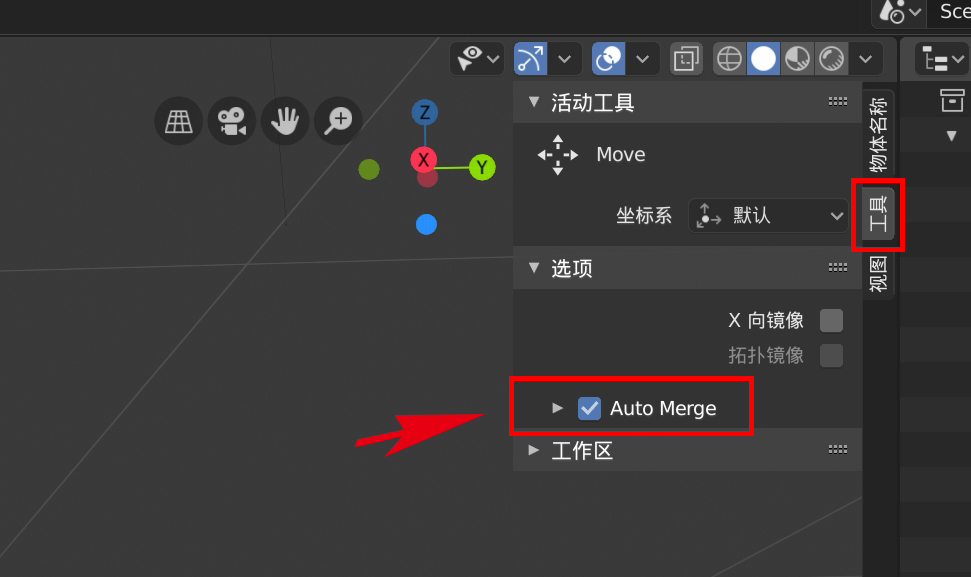 Sce
Z
X
Y
活动工具
Move
坐标系
默认
选项
X 向镜像
拓扑镜像
Auto Merge
工作区
物体名称
工具
视图